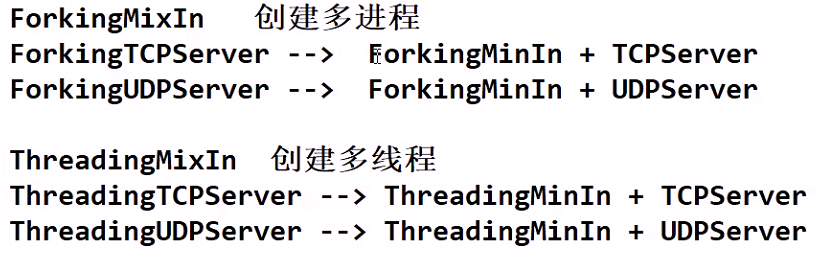 ForkingMixIn 创建多进程
ForkingTCPServer --> ForkingMinIn + TCPServer
ForkingUDPServer --> ForkingMinIn + UDPServer
ThreadingMixIn 创建多线程
ThreadingTCPServer --> ThreadingMinIn + TCPServer
ThreadingUDPServer --> ThreadingMinIn + UDPServer